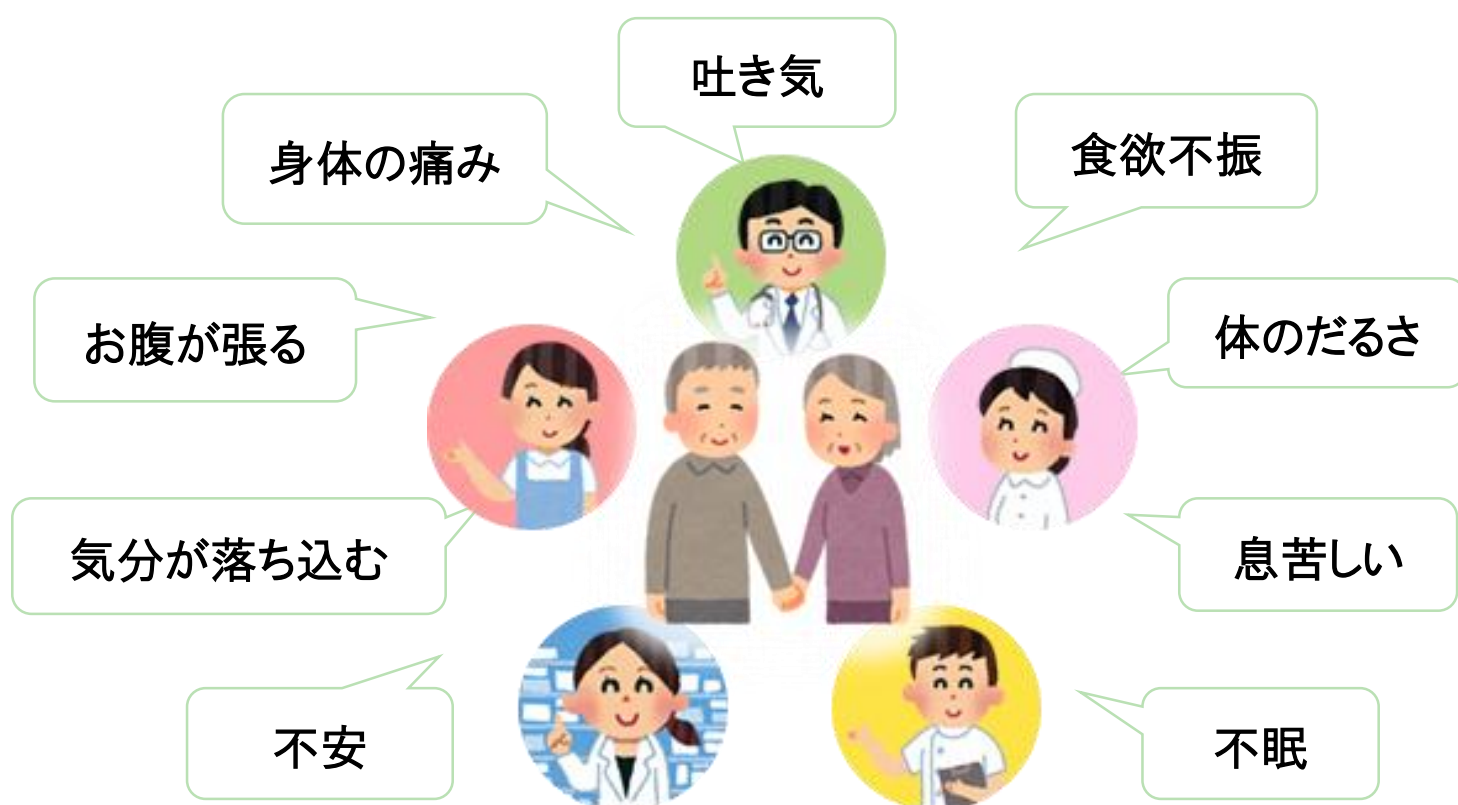 吐き気
身体の痛み
食欲不振
お腹が張る
体のだるさ
気分が落ち込む
息苦しい
不安
不眠